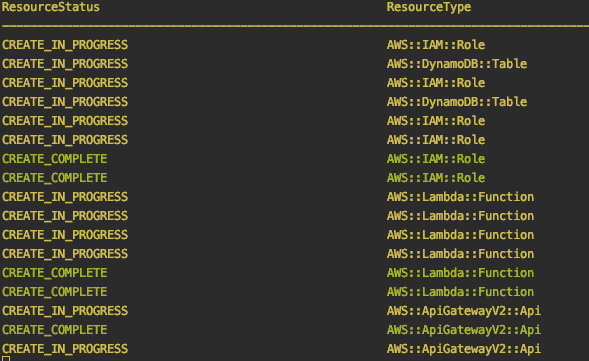 ResourceStatus ResourceType
CREATE_IN_PROGRESS AWS::IAM::Role
CREATE_IN_PROGRESS AWS::DynamoDB::Table
CREATE_IN_PROGRESS AWS::IAM::Role
CREATE_IN_PROGRESS AWS::DynamoDB::Table
CREATE_IN_PROGRESS AWS::IAM::Role
CREATE_IN_PROGRESS AWS::IAM::Role
CREATE_COMPLETE AWS::IAM::Role
CREATE_COMPLETE AWS::IAM::Role
CREATE_IN_PROGRESS AWS::Lambda::Function
CREATE_IN_PROGRESS AWS::Lambda::Function
CREATE_IN_PROGRESS AWS::Lambda::Function
CREATE_IN_PROGRESS AWS::Lambda::Function
CREATE_COMPLETE AWS::Lambda::Function
CREATE_COMPLETE AWS::Lambda::Function
CREATE_IN_PROGRESS AWS::ApiGatewayV2::Api
CREATE_COMPLETE AWS::ApiGatewayV2::Api
CREATE_IN_PROGRESS AWS::ApiGatewayV2::Api